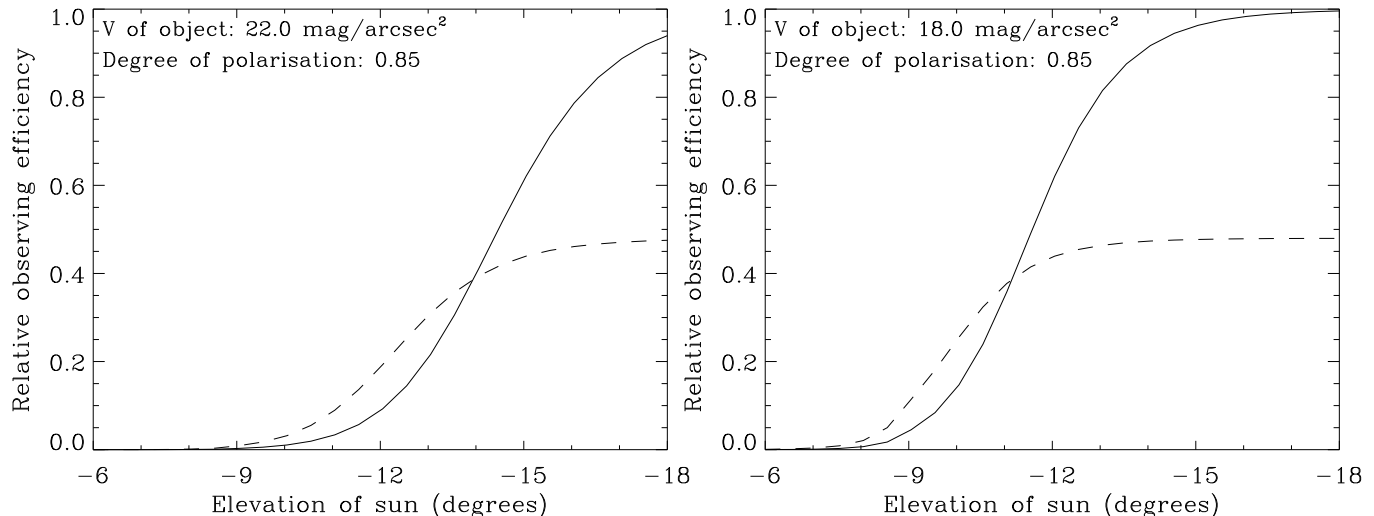 V of object: 22.0 mag/arcsec²
Degree of polarisation: 0.85
Relative observing efficiency
1.0
0.8
0.6
0.4
0.2
0.0
−6
−9
−12
−15
−18
Elevation of sun (degrees)
V of object: 18.0 mag/arcsec²
Degree of polarisation: 0.85
Relative observing efficiency
1.0
0.8
0.6
0.4
0.2
0.0
−6
−9
−12
−15
−18
Elevation of sun (degrees)